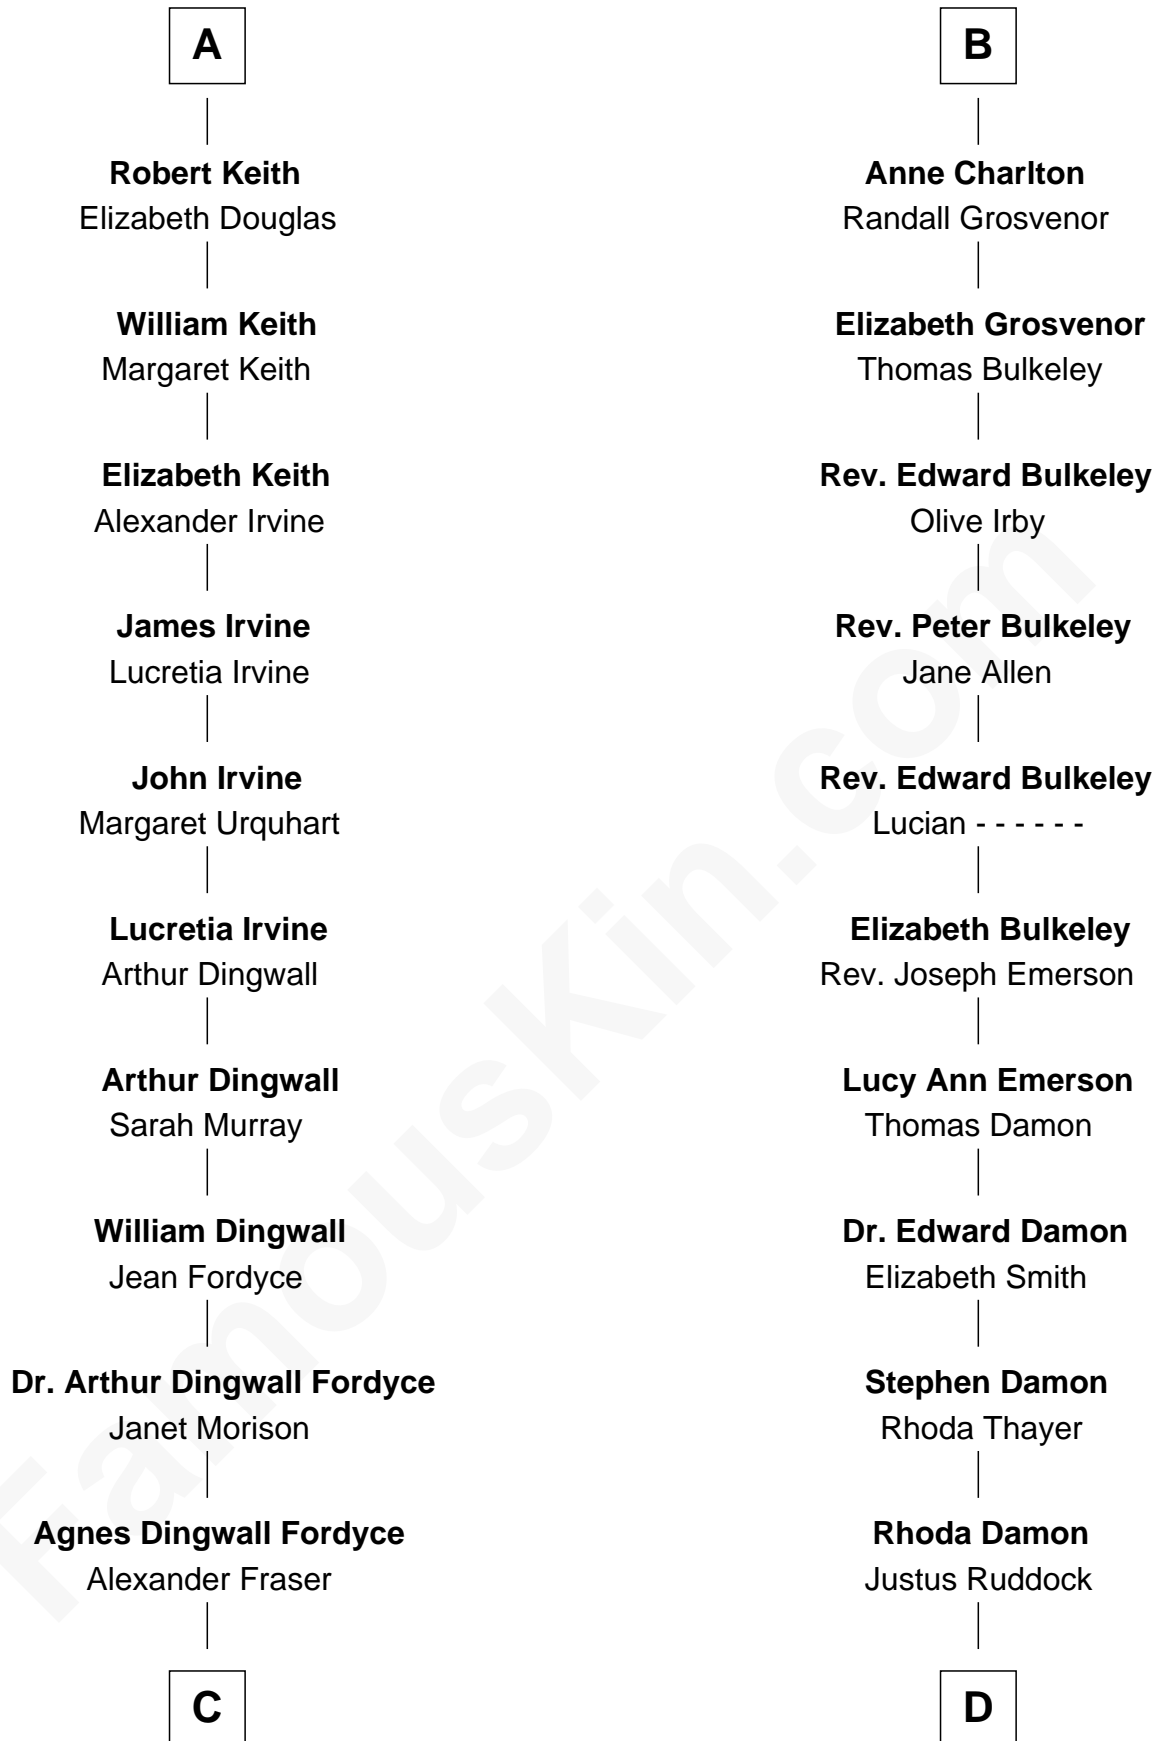 A
Robert Keith
Elizabeth Douglas
William Keith
Margaret Keith
Elizabeth Keith
Alexander Irvine
James Irvine
Lucretia Irvine
John Irvine
Margaret Urquhart
Lucretia Irvine
Arthur Dingwall
Arthur Dingwall
Sarah Murray
William Dingwall
Jean Fordyce
Dr. Arthur Dingwall Fordyce
Janet Morison
Agnes Dingwall Fordyce
Alexander Fraser
C
B
Anne Charlton
Randall Grosvenor
Elizabeth Grosvenor
Thomas Bulkeley
Rev. Edward Bulkeley
Olive Irby
Rev. Peter Bulkeley
Jane Allen
Rev. Edward Bulkeley
Lucian - - - - - -
Elizabeth Bulkeley
Rev. Joseph Emerson
Lucy Ann Emerson
Thomas Damon
Dr. Edward Damon
Elizabeth Smith
Stephen Damon
Rhoda Thayer
Rhoda Damon
Justus Ruddock
D
FamousKin.com